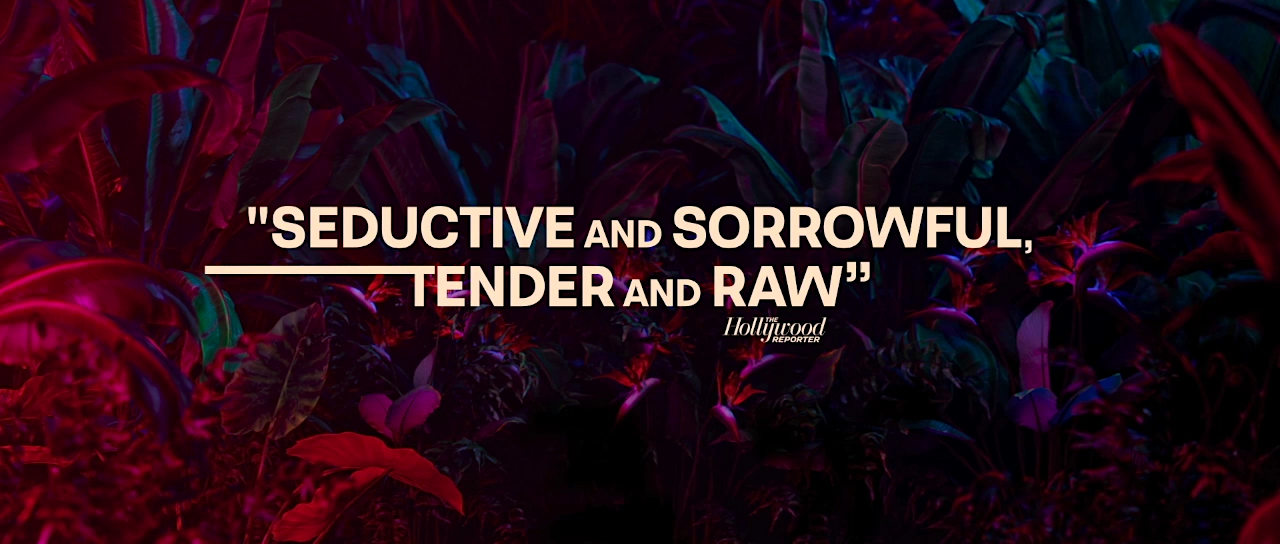 "SEDUCTIVE AND SORROWFUL,
TENDER AND RAW”
THE
Hollywood
REPORTER